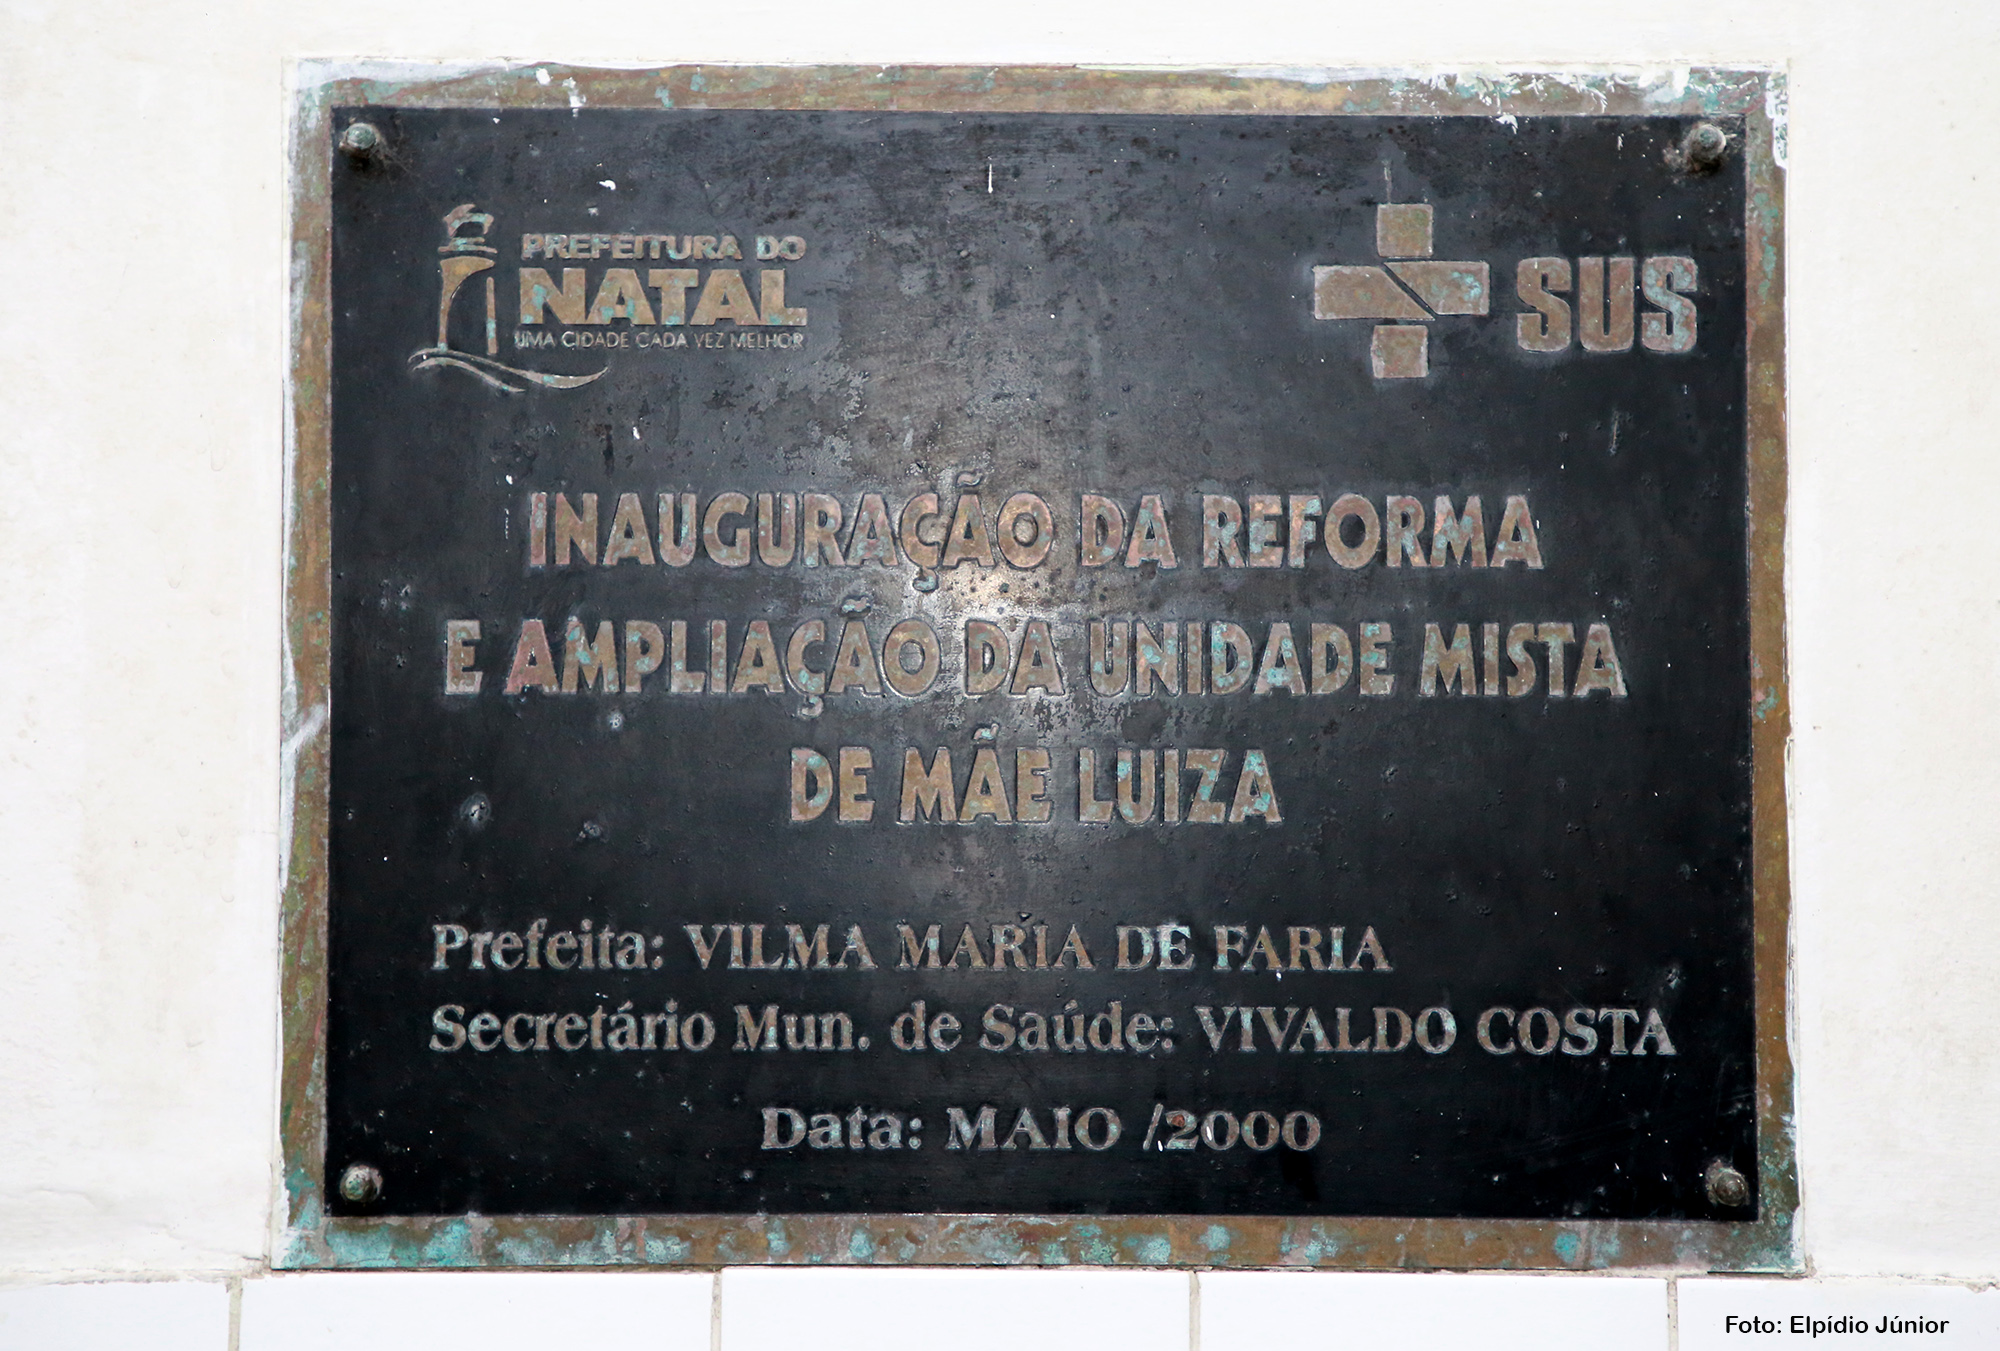 PREFEITURA DO
NATAL
UMA CIDADE CADA VEZ MELHOR
SUS
INAUGURAÇÃO DA REFORMA
E AMPLIAÇÃO DA UNIDADE MISTA
DE MÃE LUIZA
Prefeita: VILMA MARIA DE FARIA
Secretário Mun. de Saúde: VIVALDO COSTA
Data: MAIO /2000
Foto: Elpídio Júnior